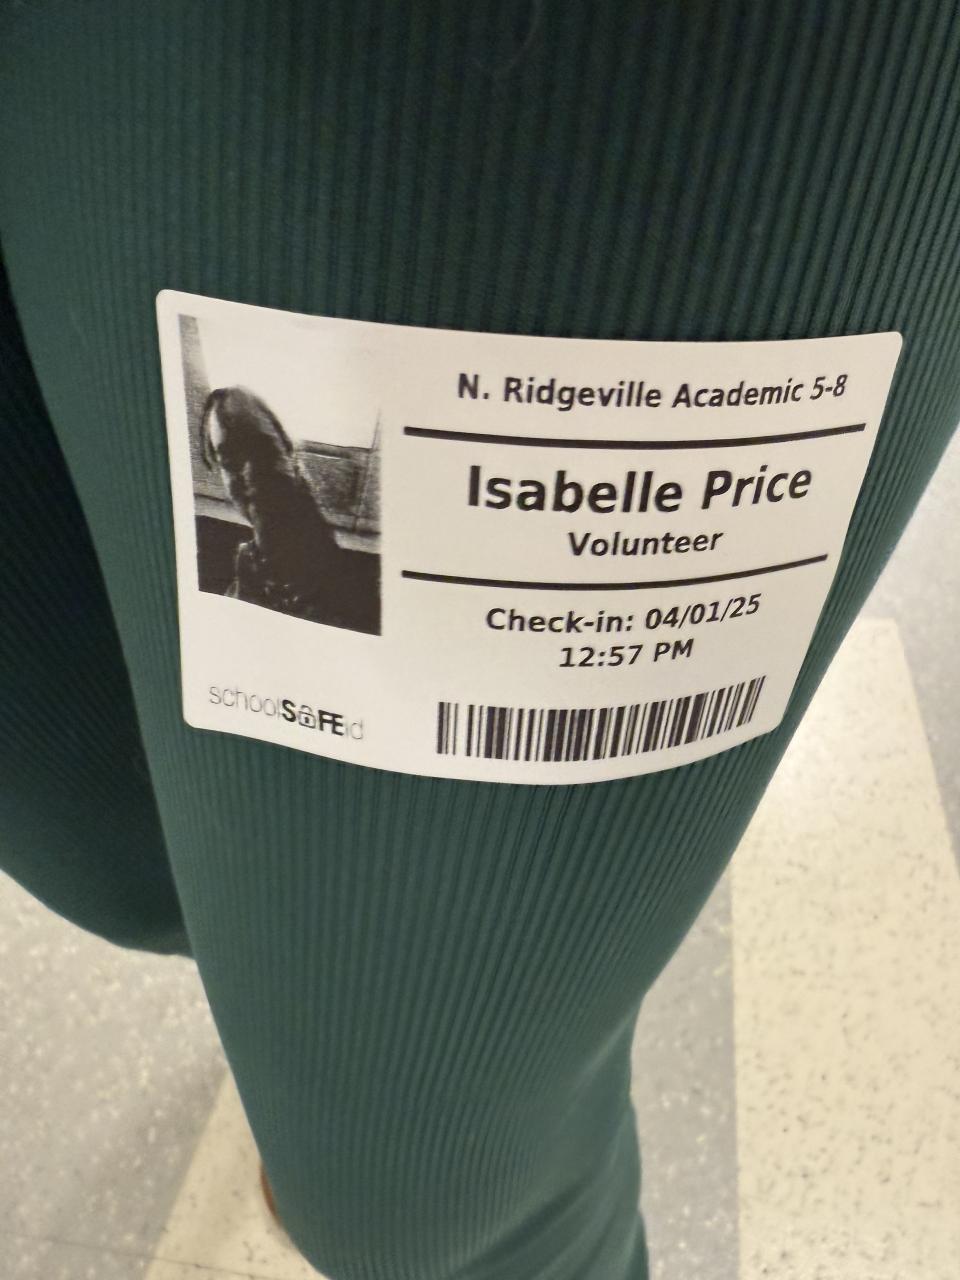 N. Ridgeville Academic 5-8
Isabelle Price
Volunteer
Check-in: 04/01/25
12:57 PM
schoolSAFEid